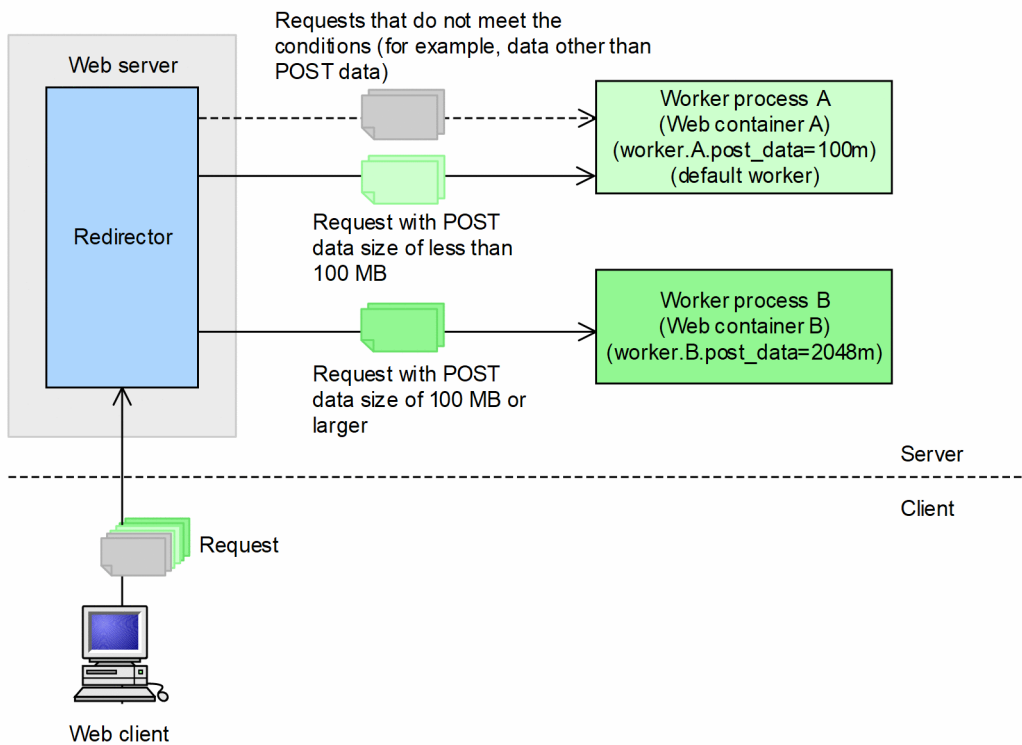 Requests that do not meet the
conditions (for example, data other than
POST data)
Web server
Redirector
Worker process A
(Web container A)
(worker.A.post_data=100m)
(default worker)
Request with POST
data size of less than
100 MB
Worker process B
(Web container B)
(worker.B.post_data=2048m)
Request with POST
data size of 100 MB or
larger
Server
Client
Request
Web client